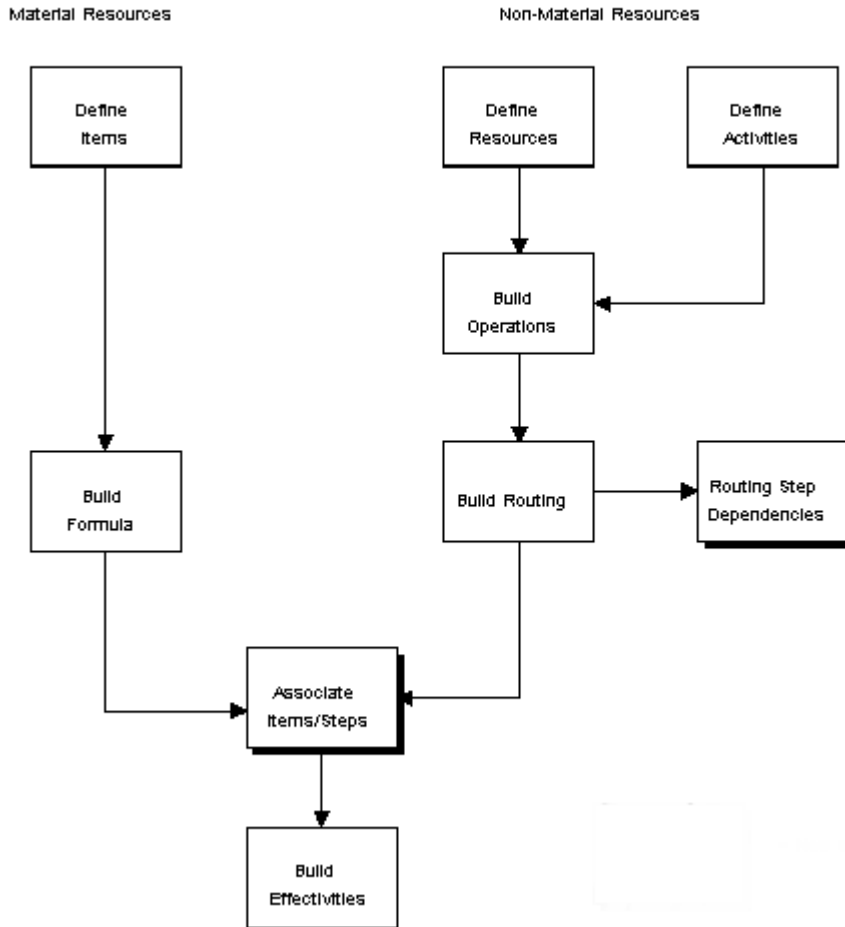 Material Resources
Non-Material Resources
Define
Items
Define
Resources
Define
Activities
Build
Operations
Build
Formula
Build Routing
Routing Step
Dependencies
Associate
Items/Steps
Build
Effectivities